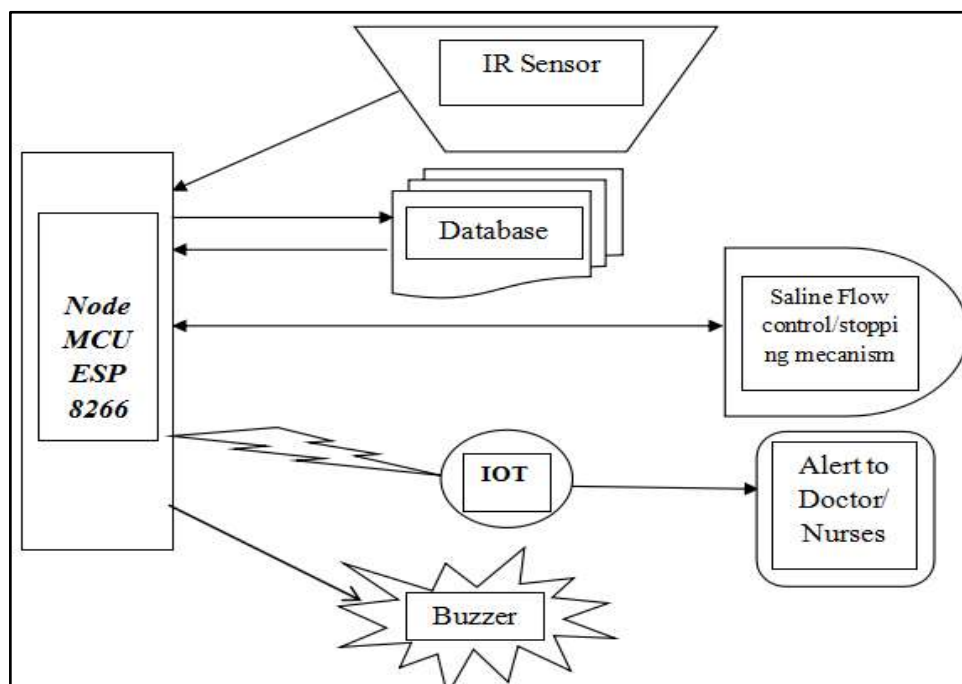 IR Sensor
Database
Node
MCU
ESP
8266
Saline Flow
control/stoppi
ng mecanism
IOT
Alert to
Doctor/
Nurses
Buzzer